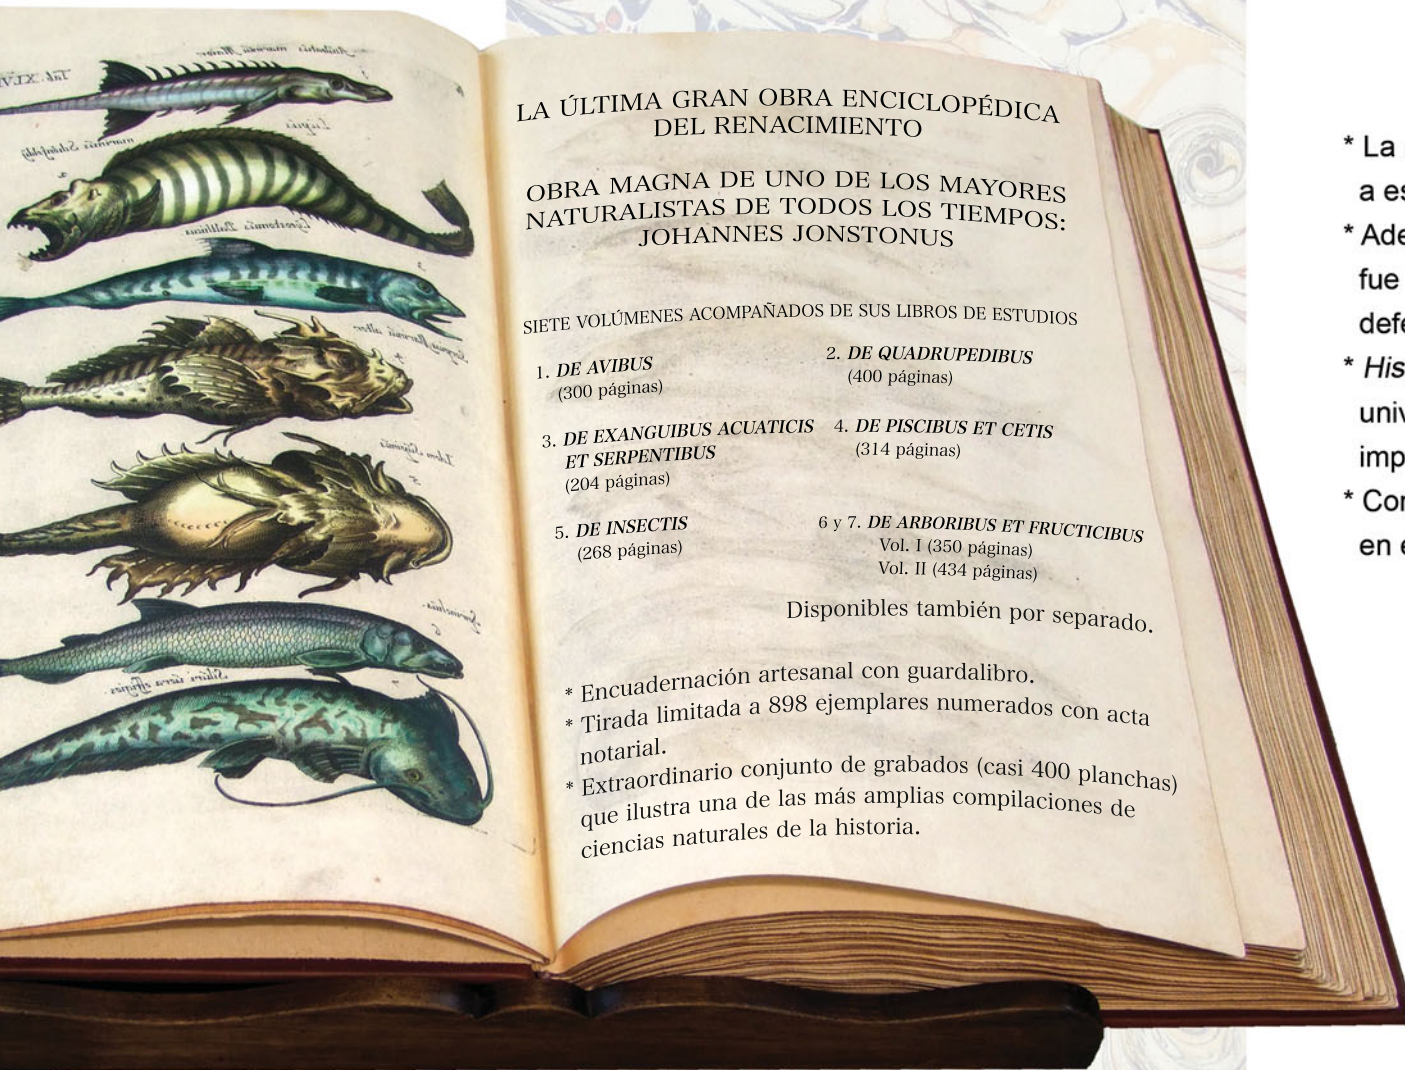 LA ÚLTIMA GRAN OBRA ENCICLOPÉDICA
DEL RENACIMIENTO
OBRA MAGNA DE UNO DE LOS MAYORES
NATURALISTAS DE TODOS LOS TIEMPOS:
JOHANNES JONSTONUS
SIETE VOLÚMENES ACOMPAÑADOS DE SUS LIBROS DE ESTUDIOS
1. DE AVIBUS
(300 páginas)
2. DE QUADRUPEDIBUS
(400 páginas)
3. DE EXANGUIBUS ACUATICIS
ET SERPENTIBUS
(204 páginas)
4. DE PISCIBUS ET CETIS
(314 páginas)
5. DE INSECTIS
(268 páginas)
6 y 7. DE ARBORIBUS ET FRUCTICIBUS
Vol. I (350 páginas)
Vol. II (434 páginas)
Disponibles también por separado.
* Encuadernación artesanal con guardalibro.
* Tirada limitada a 898 ejemplares numerados con acta
notarial.
* Extraordinario conjunto de grabados (casi 400 planchas)
que ilustra una de las más amplias compilaciones de
ciencias naturales de la historia.
* La
a es
* Ade
fue
defe
* His
univ
imp
* Con
en e